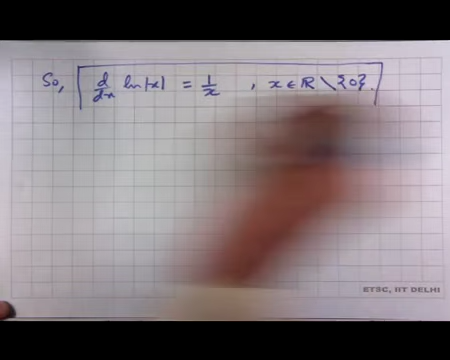 So, d/dx ln|x| = 1/x , x ∈ ℝ \ {0}.
ETSC, IIT DELHI